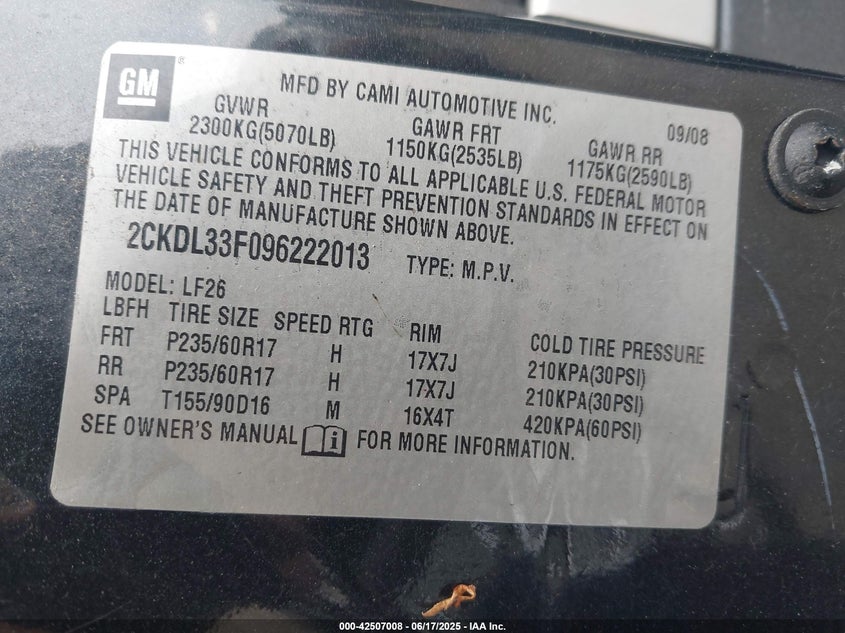 GM
MFD BY CAMI AUTOMOTIVE INC.
09/08
GVWR GAWR FRT GAWR RR
2300KG(5070LB) 1150KG(2535LB) 1175KG(2590LB)
THIS VEHICLE CONFORMS TO ALL APPLICABLE U.S. FEDERAL MOTOR
VEHICLE SAFETY AND THEFT PREVENTION STANDARDS IN EFFECT ON
THE DATE OF MANUFACTURE SHOWN ABOVE.
2CKDL33F096222013 TYPE: M.P.V.
MODEL: LF26
LBFH TIRE SIZE SPEED RTG RIM COLD TIRE PRESSURE
FRT P235/60R17 H 17X7J 210KPA(30PSI)
RR P235/60R17 H 17X7J 210KPA(30PSI)
SPA T155/90D16 M 16X4T 420KPA(60PSI)
SEE OWNER'S MANUAL i FOR MORE INFORMATION.
000-42507008 - 06/17/2025 - IAA Inc.